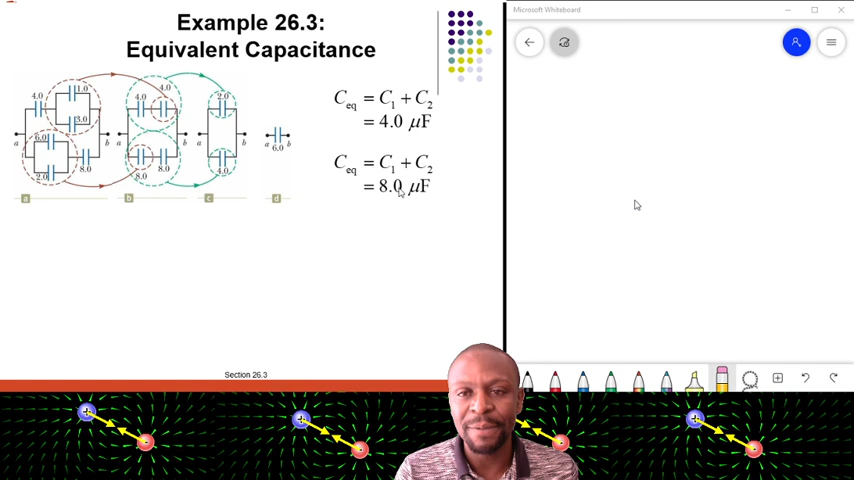 Example 26.3:
Equivalent Capacitance
Microsoft Whiteboard
4.0 1.0 3.0 6.0 2.0 8.0 a b
4.0 4.0 8.0 8.0 a b
2.0 4.0 a b
a b 6.0
a b c d
C_eq = C_1 + C_2
= 4.0 μF
C_eq = C_1 + C_2
= 8.0 μF
Section 26.3